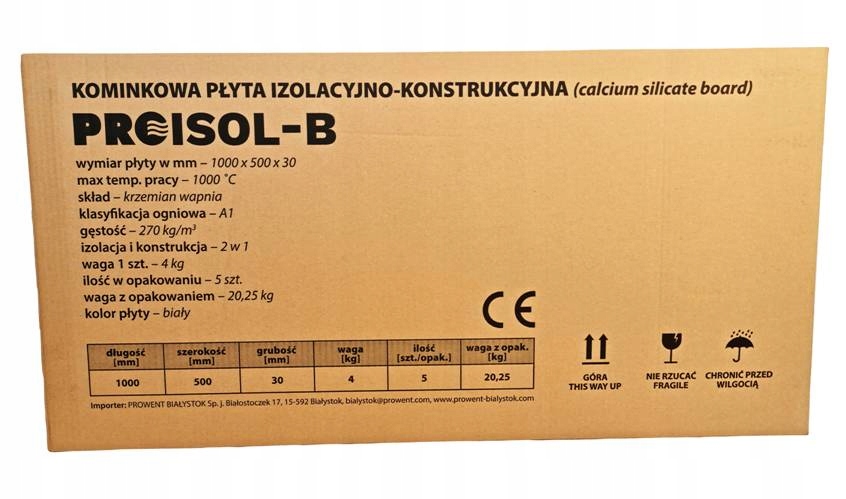 KOMINKOWA PŁYTA IZOLACYJNO-KONSTRUKCYJNA (calcium silicate board)
PROISOL-B
wymiar płyty w mm – 1000 x 500 x 30
max temp. pracy – 1000 ˚C
skład – krzemian wapnia
klasyfikacja ogniowa – A1
gęstość – 270 kg/m³
izolacja i konstrukcja – 2 w 1
waga 1 szt. – 4 kg
ilość w opakowaniu – 5 szt.
waga z opakowaniem – 20,25 kg
kolor płyty – biały
CE
długość [mm] szerokość [mm] grubość [mm] waga [kg] ilość [szt./opak.] waga z opak. [kg]
1000 500 30 4 5 20,25
Importer: PROWENT BIAŁYSTOK Sp. j. Białostoczek 17, 15-592 Białystok, bialystok@prowent.com, www.prowent-bialystok.com
GÓRA
THIS WAY UP
NIE RZUCAĆ
FRAGILE
CHRONIĆ PRZED
WILGOCIĄ